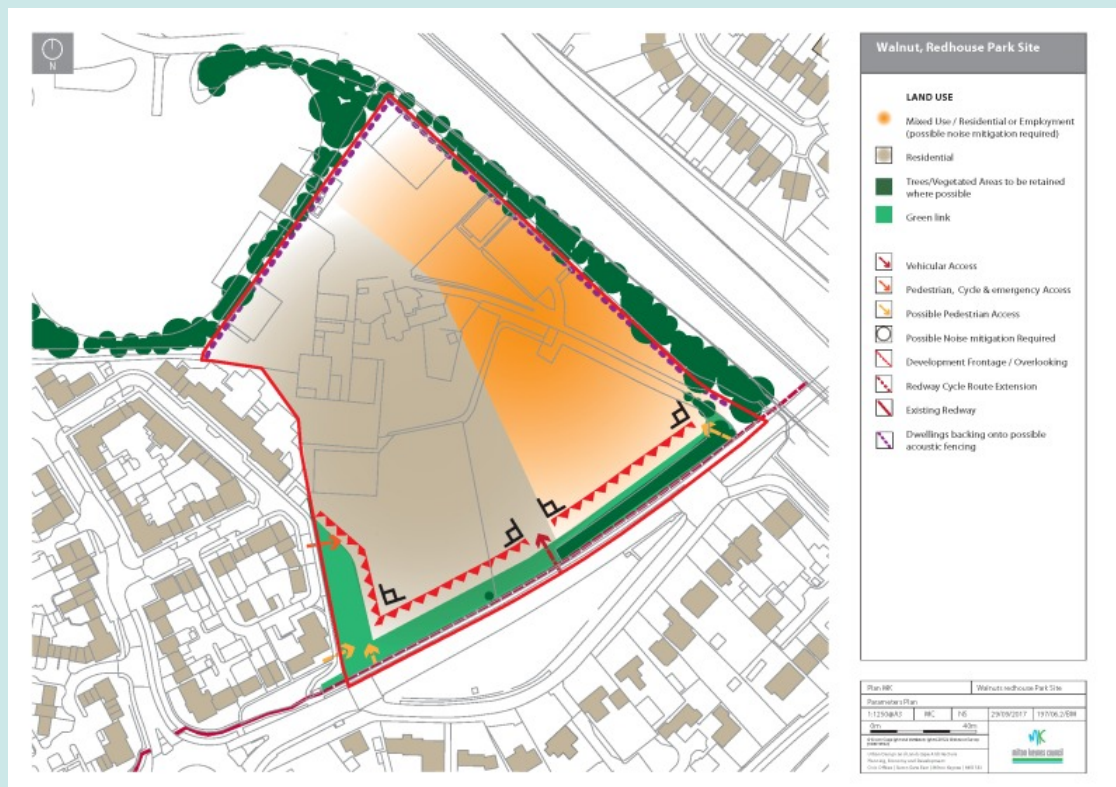 N
Walnut, Redhouse Park Site
LAND USE
Mixed Use / Residential or Employment
(possible noise mitigation required)
Residential
Trees/Vegetated Areas to be retained
where possible
Green link
Vehicular Access
Pedestrian, Cycle & emergency Access
Possible Pedestrian Access
Possible Noise mitigation Required
Development Frontage / Overlooking
Redway Cycle Route Extension
Existing Redway
Dwellings backing onto possible
acoustic fencing
Plan MK
Walnuts redhouse Park Site
Parameters Plan
1:1250@A3
NS
29/09/2017
0m
40m
milton keynes council